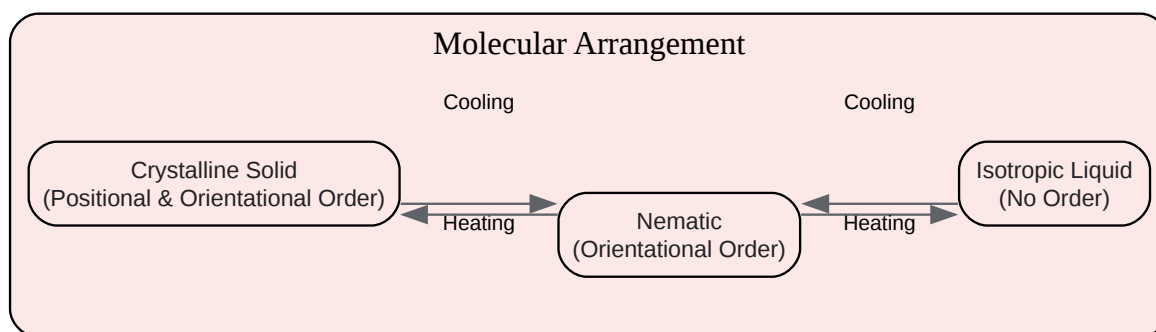 Molecular Arrangement
Cooling
Cooling
Crystalline Solid
(Positional & Orientational Order)
Isotropic Liquid
(No Order)
Heating
Heating
Nematic
(Orientational Order)